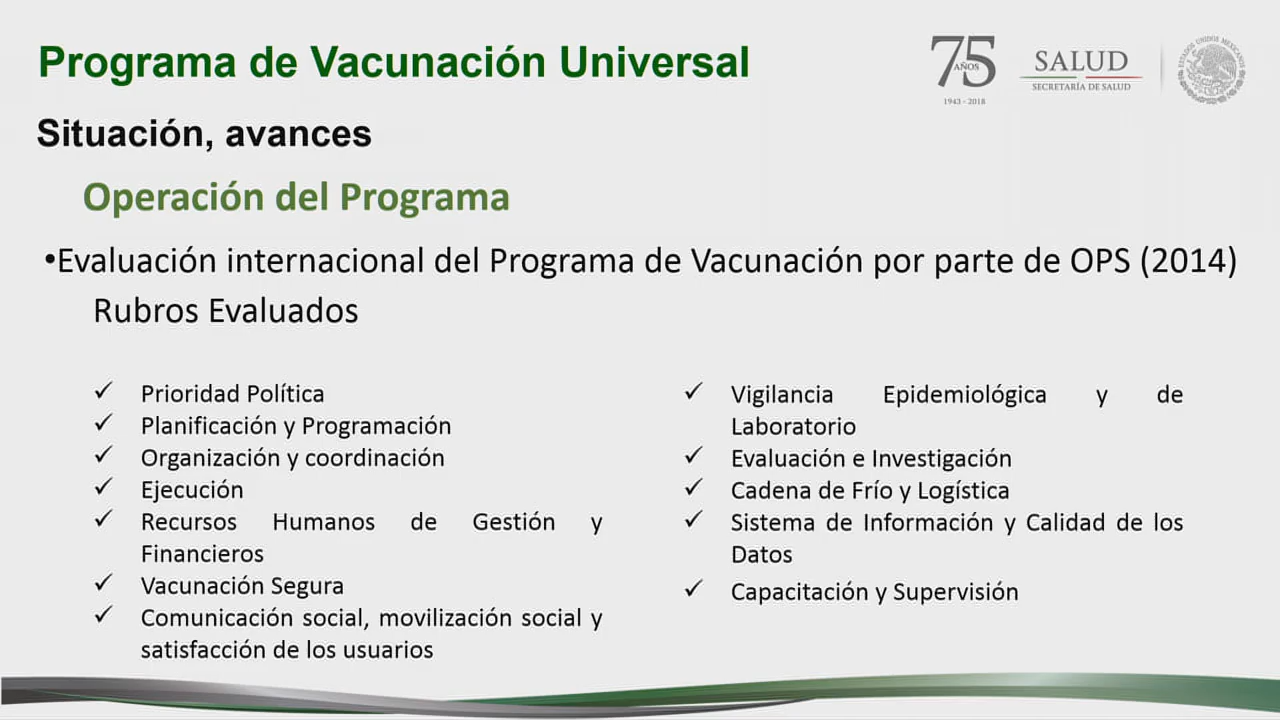 Programa de Vacunación Universal
75
AÑOS
1943 - 2018
SALUD
SECRETARÍA DE SALUD
ESTADOS UNIDOS MEXICANOS
Situación, avances
Operación del Programa
•Evaluación internacional del Programa de Vacunación por parte de OPS (2014)
Rubros Evaluados
✓ Prioridad Política
✓ Planificación y Programación
✓ Organización y coordinación
✓ Ejecución
✓ Recursos Humanos de Gestión y
Financieros
✓ Vacunación Segura
✓ Comunicación social, movilización social y
satisfacción de los usuarios
✓ Vigilancia Epidemiológica y de
Laboratorio
✓ Evaluación e Investigación
✓ Cadena de Frío y Logística
✓ Sistema de Información y Calidad de los
Datos
✓ Capacitación y Supervisión